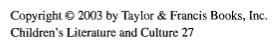 Copyright © 2003 by Taylor & Francis Books, Inc.
Children's Literature and Culture 27